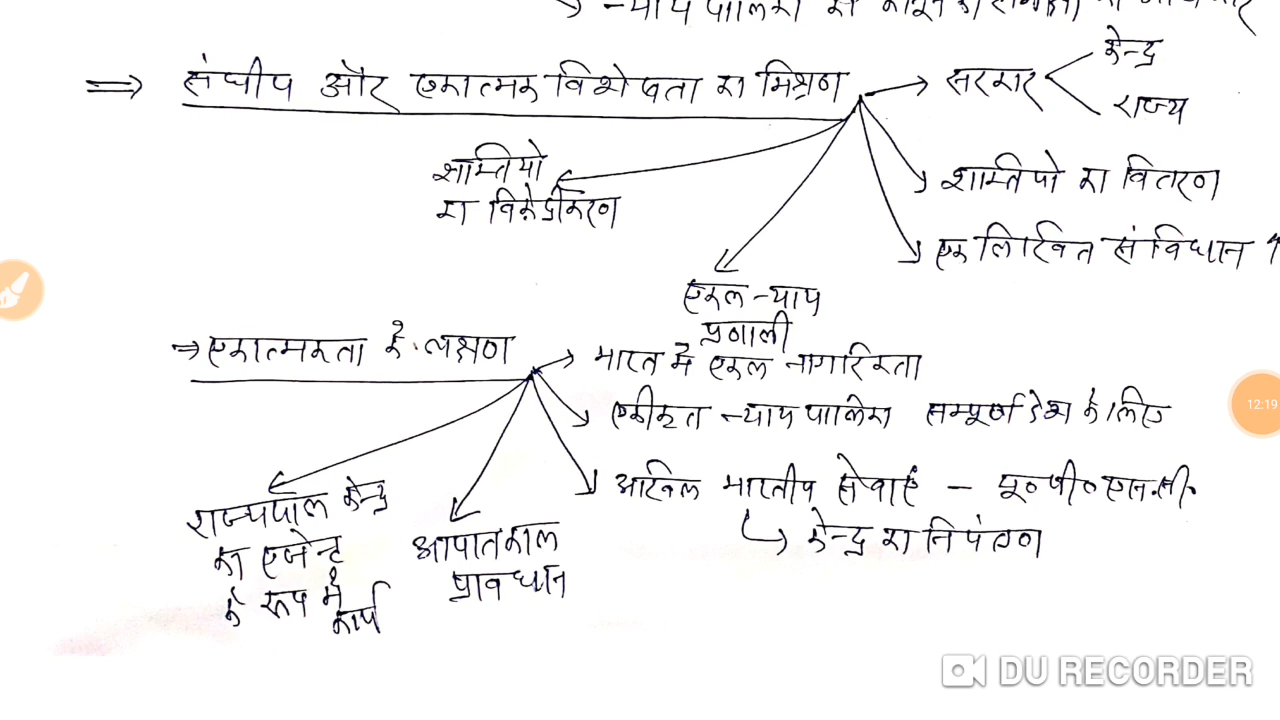 ⇒ संघीय और एकात्मक विशेषता का मिश्रण → सरकार
केन्द्र
राज्य
शक्तियो का वितरण
एक लिखित संविधान
शक्तियो
का विकेंद्रीकरण
एकल न्याय
प्रणाली
⇒ एकात्मकता के लक्षण
भारत में एकल नागरिकता
एकीकृत न्यायपालिका सम्पूर्ण देश के लिए
अखिल भारतीय सेवाएं –
केन्द्र का नियंत्रण
राज्यपाल केन्द्र
का एजेन्ट
के रूप में
कार्य
आपातकाल
प्रावधान
12:19
DU RECORDER